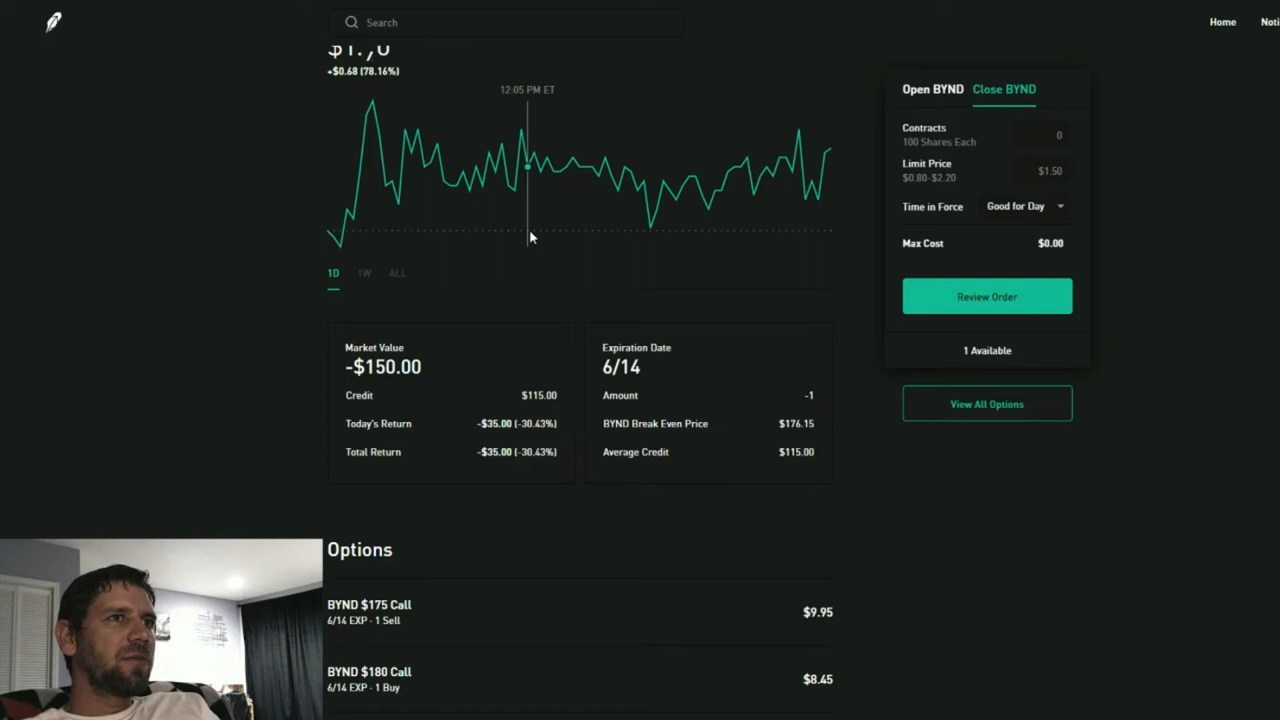 Search
Home
Noti
+$0.68 (78.16%)
12:05 PM ET
1D 1W ALL
Open BYND Close BYND
Contracts 0
100 Shares Each
Limit Price $1.50
$0.80-$2.20
Time in Force Good for Day
Max Cost $0.00
Review Order
1 Available
View All Options
Market Value
-$150.00
Credit $115.00
Today's Return -$35.00 (-30.43%)
Total Return -$35.00 (-30.43%)
Expiration Date
6/14
Amount -1
BYND Break Even Price $176.15
Average Credit $115.00
Options
BYND $175 Call $9.95
6/14 EXP · 1 Sell
BYND $180 Call $8.45
6/14 EXP · 1 Buy